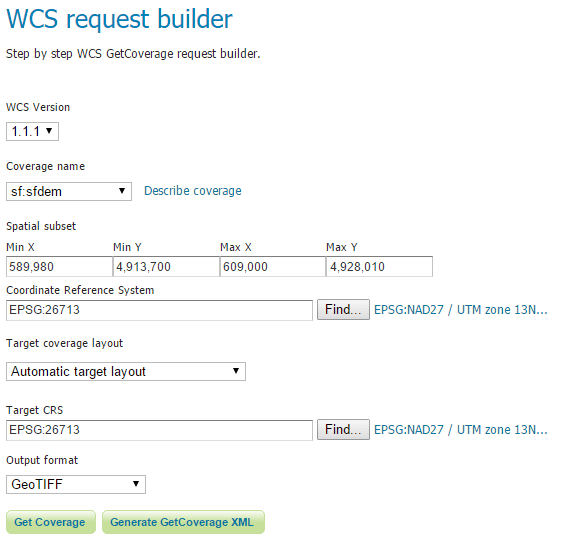 WCS request builder
Step by step WCS GetCoverage request builder.
WCS Version
1.1.1
Coverage name
sf:sfdem Describe coverage
Spatial subset
Min X Min Y Max X Max Y
589,980 4,913,700 609,000 4,928,010
Coordinate Reference System
EPSG:26713 Find... EPSG:NAD27 / UTM zone 13N...
Target coverage layout
Automatic target layout
Target CRS
EPSG:26713 Find... EPSG:NAD27 / UTM zone 13N...
Output format
GeoTIFF
Get Coverage Generate GetCoverage XML